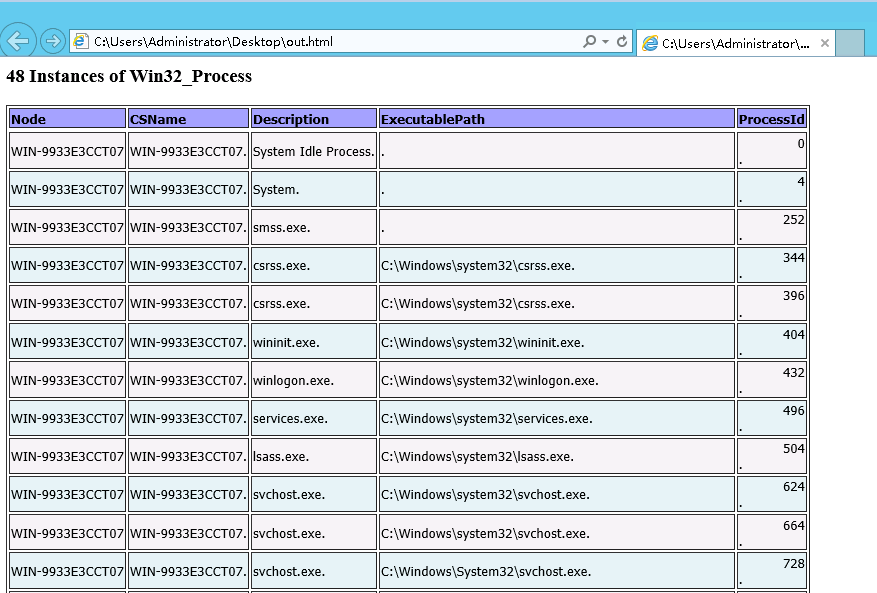 C:\Users\Administrator\Desktop\out.html
C:\Users\Administrator\...
48 Instances of Win32_Process
Node CSName Description ExecutablePath ProcessId
WIN-9933E3CCT07 WIN-9933E3CCT07. System Idle Process. . 0 .
WIN-9933E3CCT07 WIN-9933E3CCT07. System. . 4 .
WIN-9933E3CCT07 WIN-9933E3CCT07. smss.exe. . 252 .
WIN-9933E3CCT07 WIN-9933E3CCT07. csrss.exe. C:\Windows\system32\csrss.exe. 344 .
WIN-9933E3CCT07 WIN-9933E3CCT07. csrss.exe. C:\Windows\system32\csrss.exe. 396 .
WIN-9933E3CCT07 WIN-9933E3CCT07. wininit.exe. C:\Windows\system32\wininit.exe. 404 .
WIN-9933E3CCT07 WIN-9933E3CCT07. winlogon.exe. C:\Windows\system32\winlogon.exe. 432 .
WIN-9933E3CCT07 WIN-9933E3CCT07. services.exe. C:\Windows\system32\services.exe. 496 .
WIN-9933E3CCT07 WIN-9933E3CCT07. lsass.exe. C:\Windows\system32\lsass.exe. 504 .
WIN-9933E3CCT07 WIN-9933E3CCT07. svchost.exe. C:\Windows\system32\svchost.exe. 624 .
WIN-9933E3CCT07 WIN-9933E3CCT07. svchost.exe. C:\Windows\system32\svchost.exe. 664 .
WIN-9933E3CCT07 WIN-9933E3CCT07. svchost.exe. C:\Windows\System32\svchost.exe. 728 .